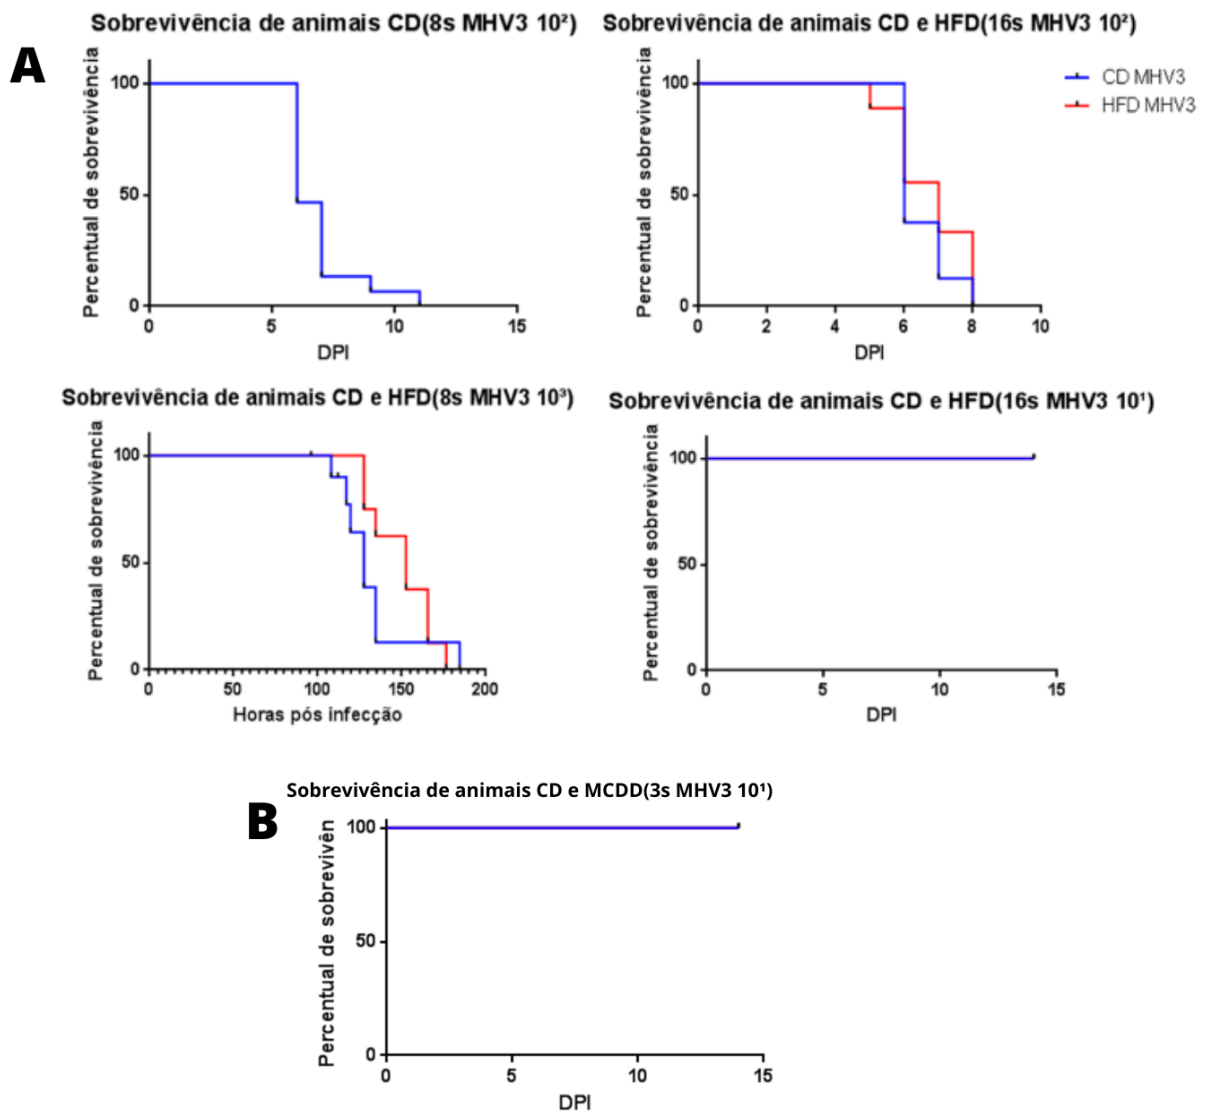 A
Sobrevivência de animais CD(8s MHV3 10²)
Percentual de sobrevivência
100
50
0
0 5 10 15
DPI
Sobrevivência de animais CD e HFD(16s MHV3 10²)
Percentual de sobrevivência
100
50
0
0 2 4 6 8 10
DPI
CD MHV3
HFD MHV3
Sobrevivência de animais CD e HFD(8s MHV3 10³)
Percentual de sobrevivência
100
50
0
0 50 100 150 200
Horas pós infecção
Sobrevivência de animais CD e HFD(16s MHV3 10¹)
Percentual de sobrevivência
100
50
0
0 5 10 15
DPI
B
Sobrevivência de animais CD e MCDD(3s MHV3 10¹)
Percentual de sobrevivên
100
50
0
0 5 10 15
DPI